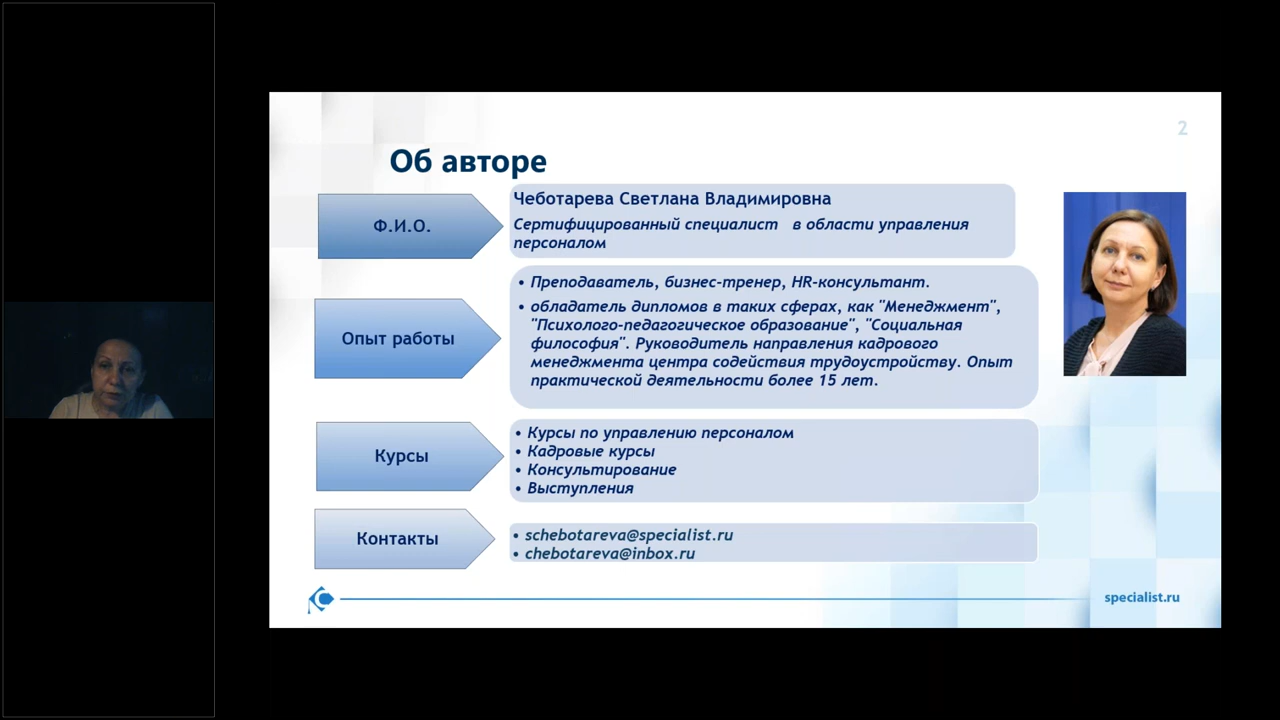 2
Об авторе
Ф.И.О.
Чеботарева Светлана Владимировна
Сертифицированный специалист в области управления
персоналом
Опыт работы
• Преподаватель, бизнес-тренер, HR-консультант.
• обладатель дипломов в таких сферах, как "Менеджмент",
"Психолого-педагогическое образование", "Социальная
философия". Руководитель направления кадрового
менеджмента центра содействия трудоустройству. Опыт
практической деятельности более 15 лет.
Курсы
• Курсы по управлению персоналом
• Кадровые курсы
• Консультирование
• Выступления
Контакты
• schebotareva@specialist.ru
• chebotareva@inbox.ru
specialist.ru